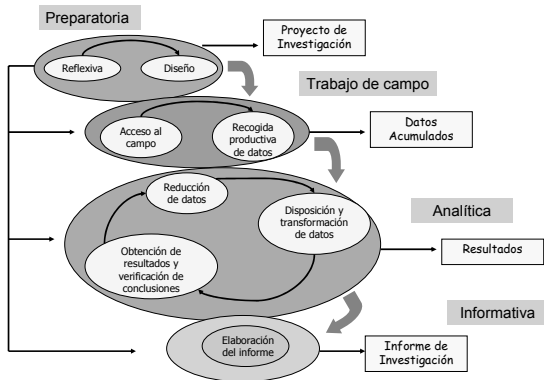 Preparatoria
Proyecto de
Investigación
Reflexiva
Diseño
Trabajo de campo
Acceso al
campo
Recogida
productiva
de datos
Datos
Acumulados
Reducción
de datos
Disposición y
transformación
de datos
Analítica
Obtención de
resultados y
verificación de
conclusiones
Resultados
Informativa
Elaboración
del informe
Informe de
Investigación